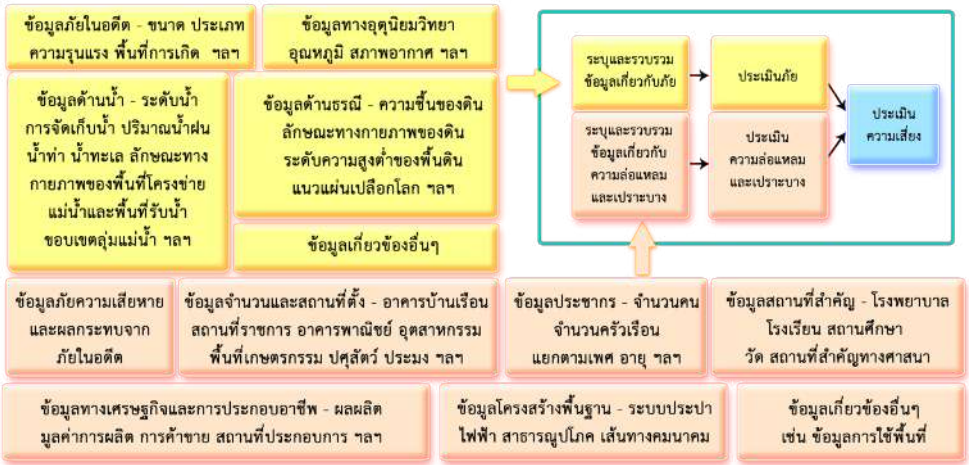 ข้อมูลภัยในอดีต - ขนาด ประเภท
ความรุนแรง พื้นที่การเกิด ฯลฯ
ข้อมูลทางอุตุนิยมวิทยา
อุณหภูมิ สภาพอากาศ ฯลฯ
ข้อมูลด้านน้ำ - ระดับน้ำ
การจัดเก็บน้ำ ปริมาณน้ำฝน
น้ำท่า น้ำทะเล ลักษณะทาง
กายภาพของพื้นที่โครงข่าย
แม่น้ำและพื้นที่รับน้ำ
ขอบเขตลุ่มแม่น้ำ ฯลฯ
ข้อมูลด้านธรณี - ความชื้นของดิน
ลักษณะทางกายภาพของดิน
ระดับความสูงต่ำของพื้นดิน
แนวแผ่นเปลือกโลก ฯลฯ
ข้อมูลเกี่ยวข้องอื่นๆ
ระบุและรวบรวม
ข้อมูลเกี่ยวกับภัย
ประเมินภัย
ระบุและรวบรวม
ข้อมูลเกี่ยวกับ
ความล่อแหลม
และเปราะบาง
ประเมิน
ความล่อแหลม
และเปราะบาง
ประเมิน
ความเสี่ยง
ข้อมูลภัยความเสียหาย
และผลกระทบจาก
ภัยในอดีต
ข้อมูลจำนวนและสถานที่ตั้ง - อาคารบ้านเรือน
สถานที่ราชการ อาคารพาณิชย์ อุตสาหกรรม
พื้นที่เกษตรกรรม ปศุสัตว์ ประมง ฯลฯ
ข้อมูลประชากร - จำนวนคน
จำนวนครัวเรือน
แยกตามเพศ อายุ ฯลฯ
ข้อมูลสถานที่สำคัญ - โรงพยาบาล
โรงเรียน สถานศึกษา
วัด สถานที่สำคัญทางศาสนา
ข้อมูลทางเศรษฐกิจและการประกอบอาชีพ - ผลผลิต
มูลค่าการผลิต การค้าขาย สถานที่ประกอบการ ฯลฯ
ข้อมูลโครงสร้างพื้นฐาน - ระบบประปา
ไฟฟ้า สาธารณูปโภค เส้นทางคมนาคม
ข้อมูลเกี่ยวข้องอื่นๆ
เช่น ข้อมูลการใช้พื้นที่